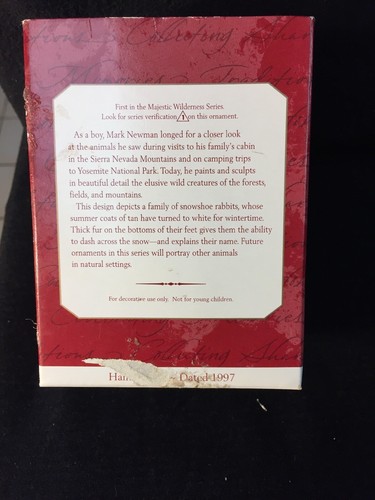 Collecting
First in the Majestic Wilderness Series.
Look for series verification 1 on this ornament.
As a boy, Mark Newman longed for a closer look
at the animals he saw during visits to his family's cabin
in the Sierra Nevada Mountains and on camping trips
to Yosemite National Park. Today, he paints and sculpts
in beautiful detail the elusive wild creatures of the forests,
fields, and mountains.
This design depicts a family of snowshoe rabbits, whose
summer coats of tan have turned to white for wintertime.
Thick fur on the bottoms of their feet gives them the ability
to dash across the snow—and explains their name. Future
ornaments in this series will portray other animals
in natural settings.
For decorative use only. Not for young children.
Collecting
Dated 1997